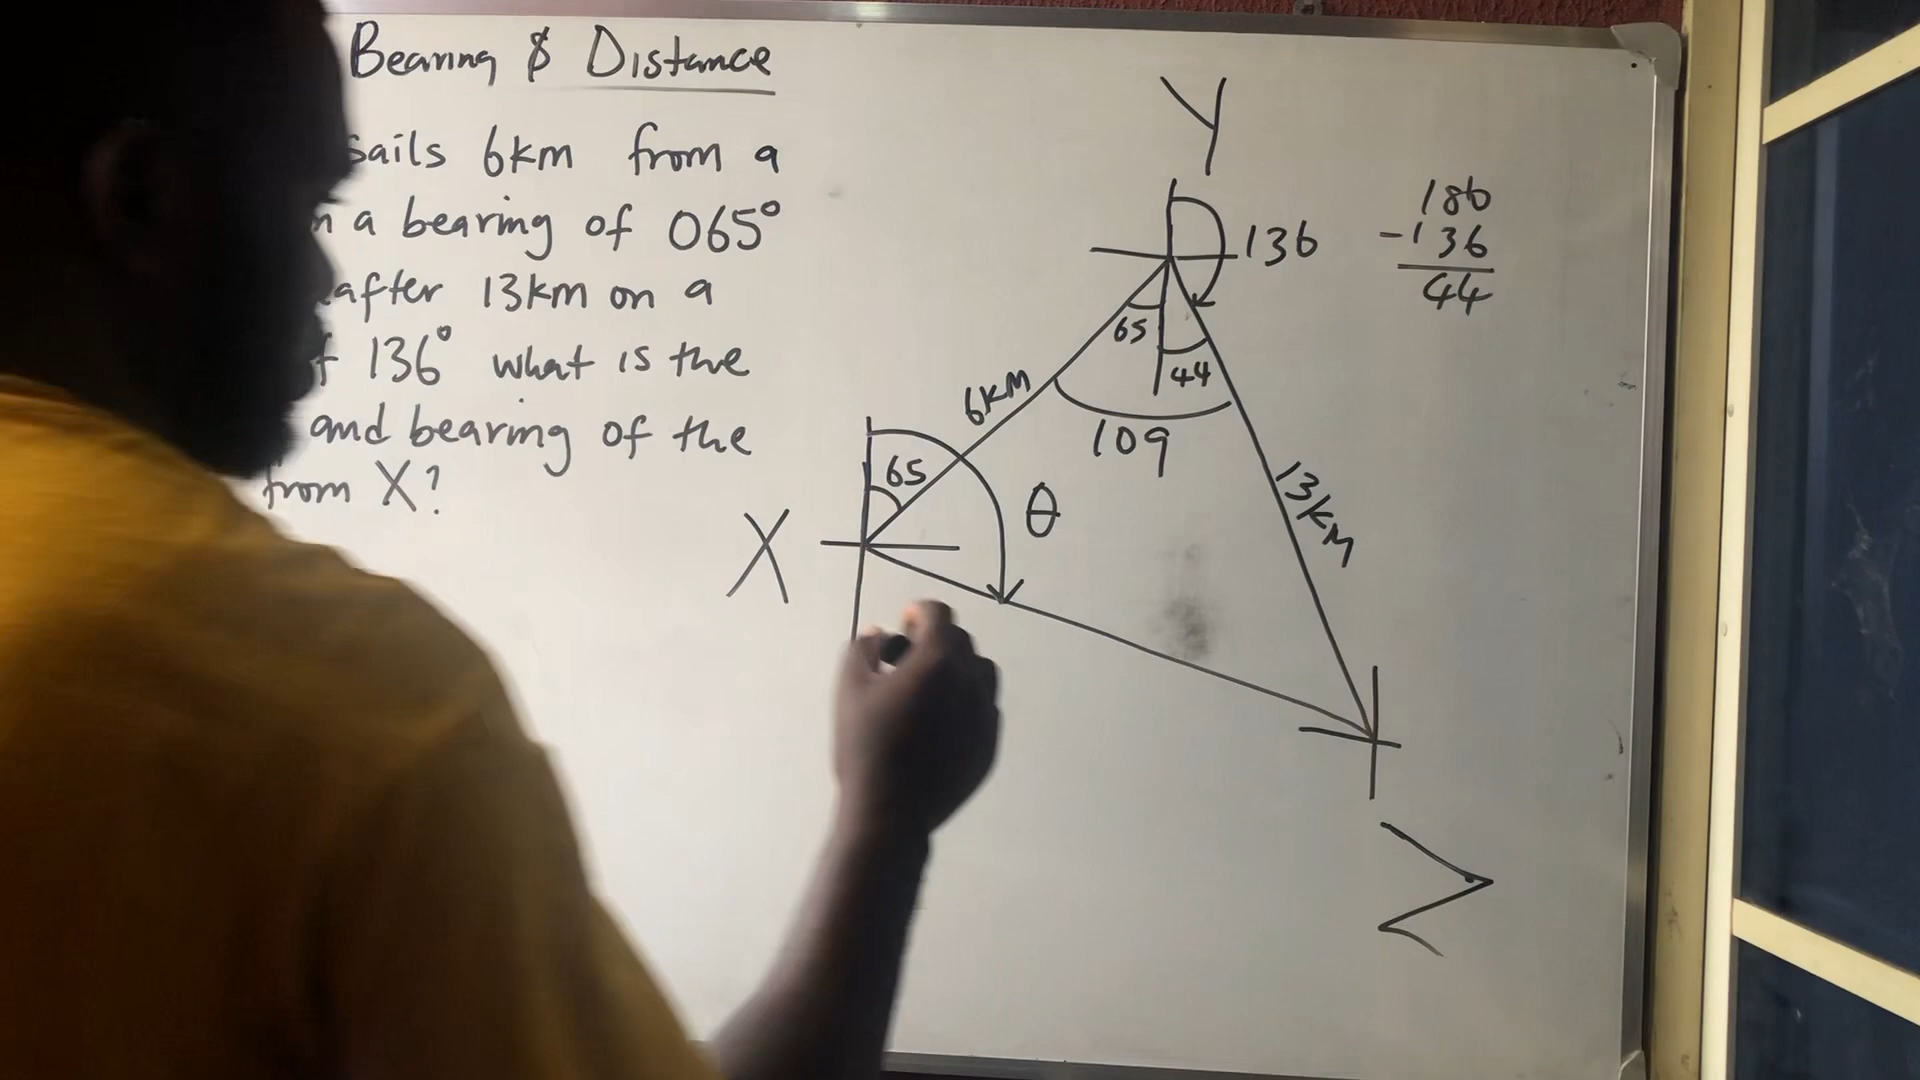 Bearing & Distance
sails 6km from a
a bearing of 065°
after 13km on a
136° what is the
and bearing of the
from X?
Y
136
180
-136
44
65
44
6km
109
65
θ
13km
X
Z